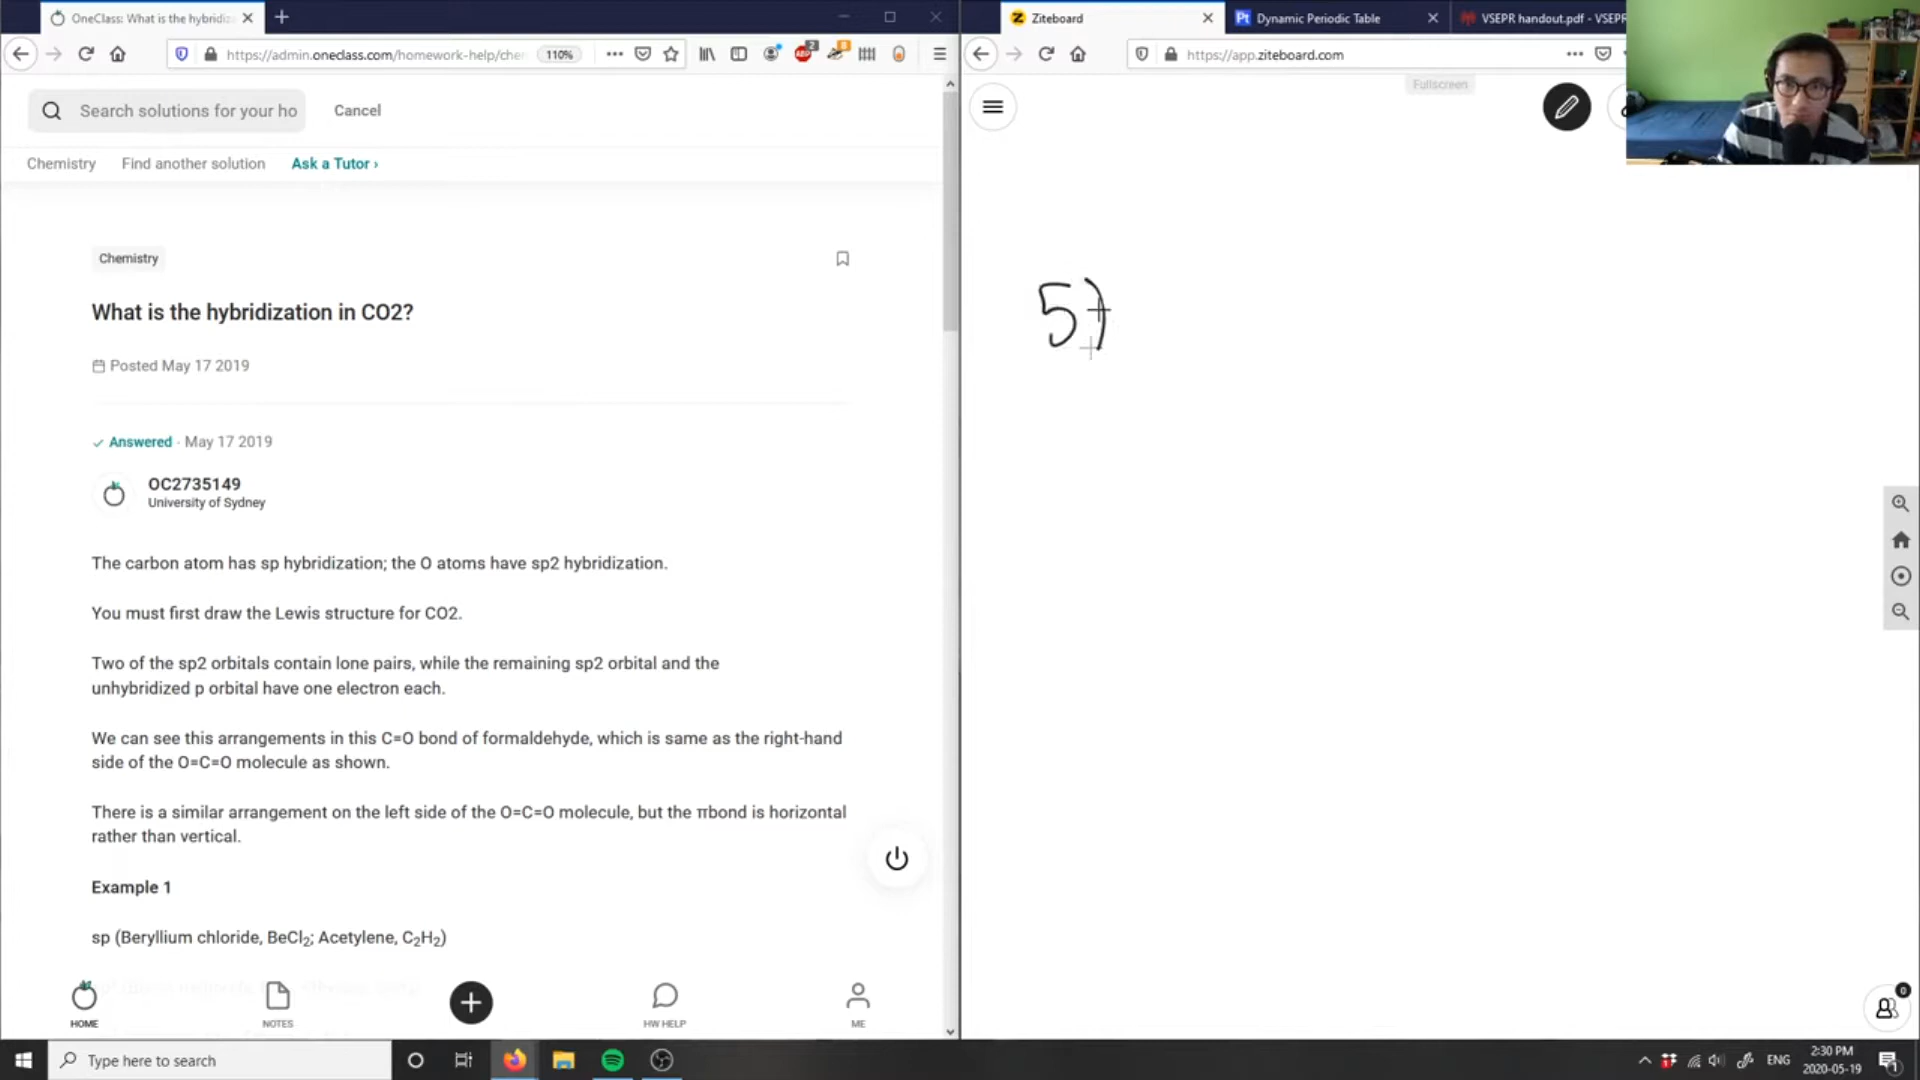 OneClass: What is the hybridiz
https://admin.oneclass.com/homework-help/cher
110%
Search solutions for your ho
Cancel
Chemistry
Find another solution
Ask a Tutor ›
Chemistry
What is the hybridization in CO2?
Posted May 17 2019
Answered · May 17 2019
OC2735149
University of Sydney
The carbon atom has sp hybridization; the O atoms have sp2 hybridization.
You must first draw the Lewis structure for CO2.
Two of the sp2 orbitals contain lone pairs, while the remaining sp2 orbital and the
unhybridized p orbital have one electron each.
We can see this arrangements in this C=O bond of formaldehyde, which is same as the right-hand
side of the O=C=O molecule as shown.
There is a similar arrangement on the left side of the O=C=O molecule, but the πbond is horizontal
rather than vertical.
Example 1
sp (Beryllium chloride, BeCl₂; Acetylene, C₂H₂)
HOME
NOTES
HW HELP
ME
Ziteboard
Dynamic Periodic Table
VSEPR handout.pdf - VSEPR
https://app.ziteboard.com
Fullscreen
5)
0
Type here to search
ENG
2:30 PM
2020-05-19
1